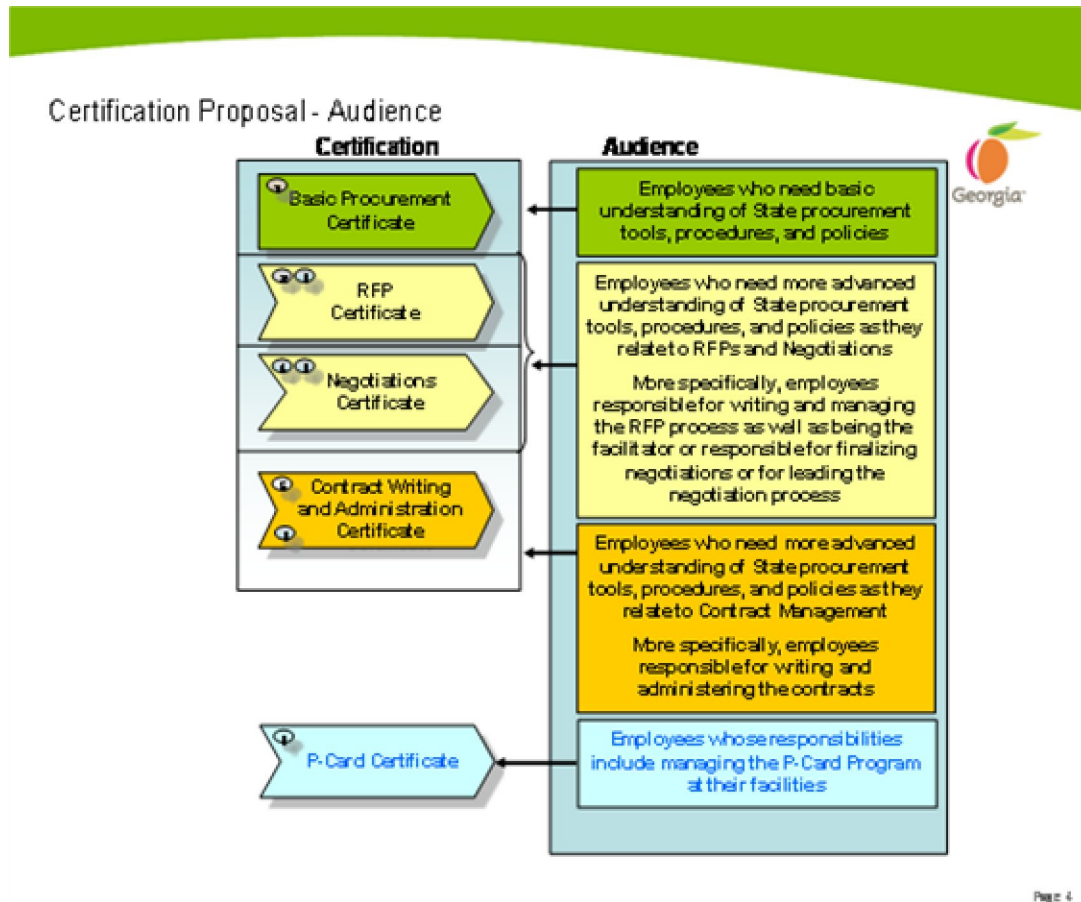 Certification Proposal - Audience
Certification
Audience
Basic Procurement
Certificate
RFP
Certificate
Negotiations
Certificate
Contract Writing
and Administration
Certificate
P-Card Certificate
Employees who need basic
understanding of State procurement
tools, procedures, and policies
Employees who need more advanced
understanding of State procurement
tools, procedures, and policies as they
relate to RFPs and Negotiations
More specifically, employees
responsible for writing and managing
the RFP process as well as being the
facilitator or responsible for finalizing
negotiations or for leading the
negotiation process
Employees who need more advanced
understanding of State procurement
tools, procedures, and policies as they
relate to Contract Management
More specifically, employees
responsible for writing and
administering the contracts
Employees whose responsibilities
include managing the P-Card Program
at their facilities
Georgia
Page: 4